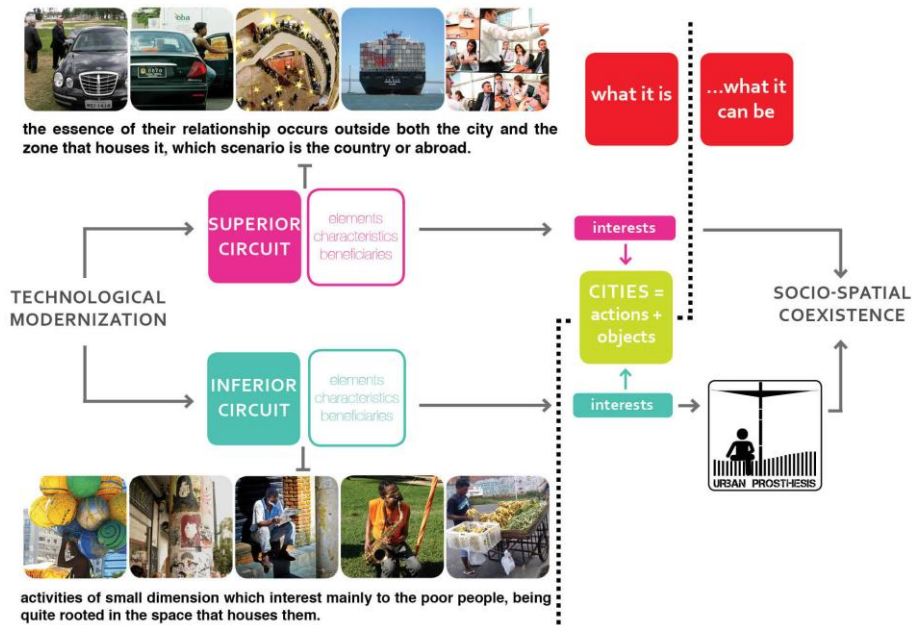 the essence of their relationship occurs outside both the city and the
zone that houses it, which scenario is the country or abroad.
what it is
...what it
can be
SUPERIOR
CIRCUIT
elements
characteristics
beneficiaries
interests
TECHNOLOGICAL
MODERNIZATION
CITIES =
actions +
objects
SOCIO-SPATIAL
COEXISTENCE
INFERIOR
CIRCUIT
elements
characteristics
beneficiaries
interests
URBAN PROSTHESIS
activities of small dimension which interest mainly to the poor people, being
quite rooted in the space that houses them.